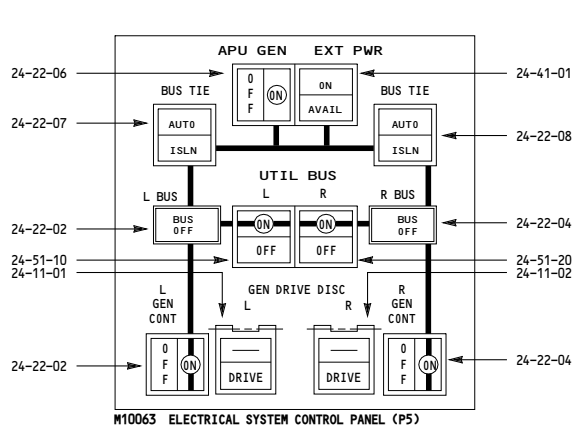 APU GEN EXT PWR
24-22-06 OFF ON ON AVAIL 24-41-01
BUS TIE BUS TIE
24-22-07 AUTO ISLN AUTO ISLN 24-22-08
UTIL BUS
L BUS L R R BUS
24-22-02 BUS OFF ON ON BUS OFF 24-22-04
24-51-10 OFF OFF 24-51-20
24-11-01 24-11-02
L GEN CONT GEN DRIVE DISC L R R GEN CONT
24-22-02 OFF ON DRIVE DRIVE OFF ON 24-22-04
M10063 ELECTRICAL SYSTEM CONTROL PANEL (P5)